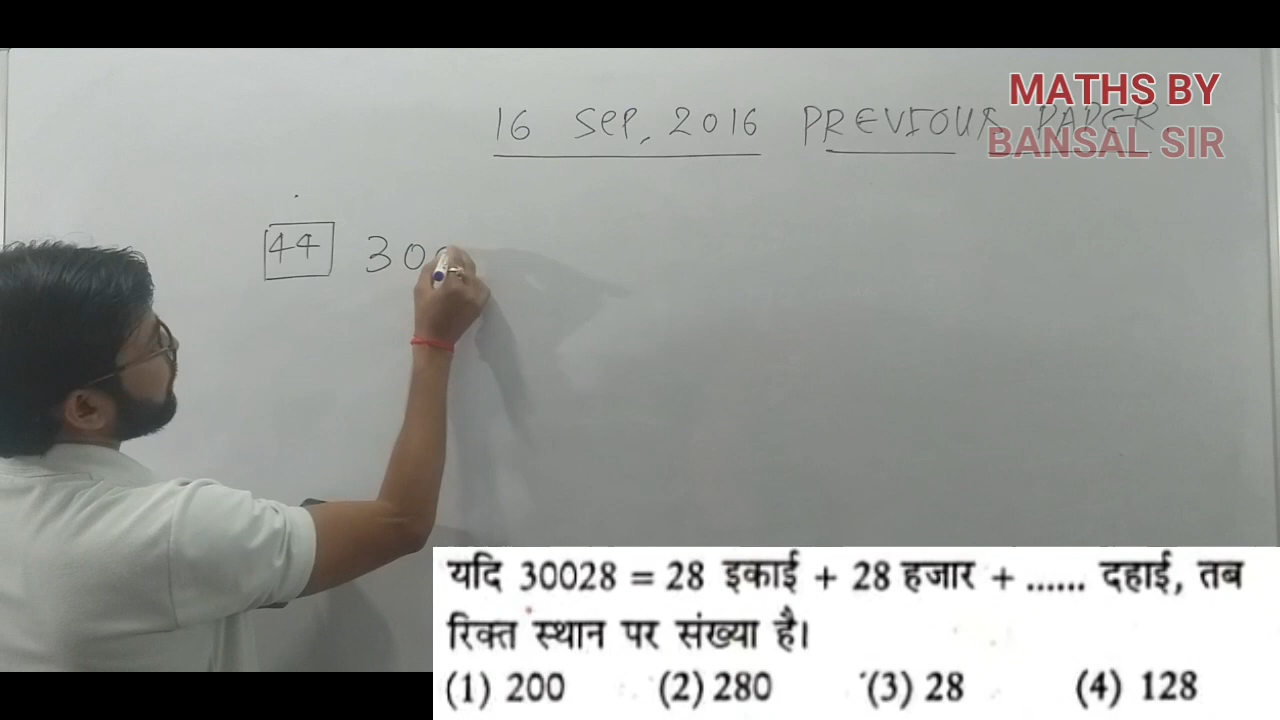 MATHS BY
BANSAL SIR
16 SEP, 2016 PREVIOUS PAPER
44 300
यदि 30028 = 28 इकाई + 28 हजार + ...... दहाई, तब
रिक्त स्थान पर संख्या है।
(1) 200 (2) 280 (3) 28 (4) 128